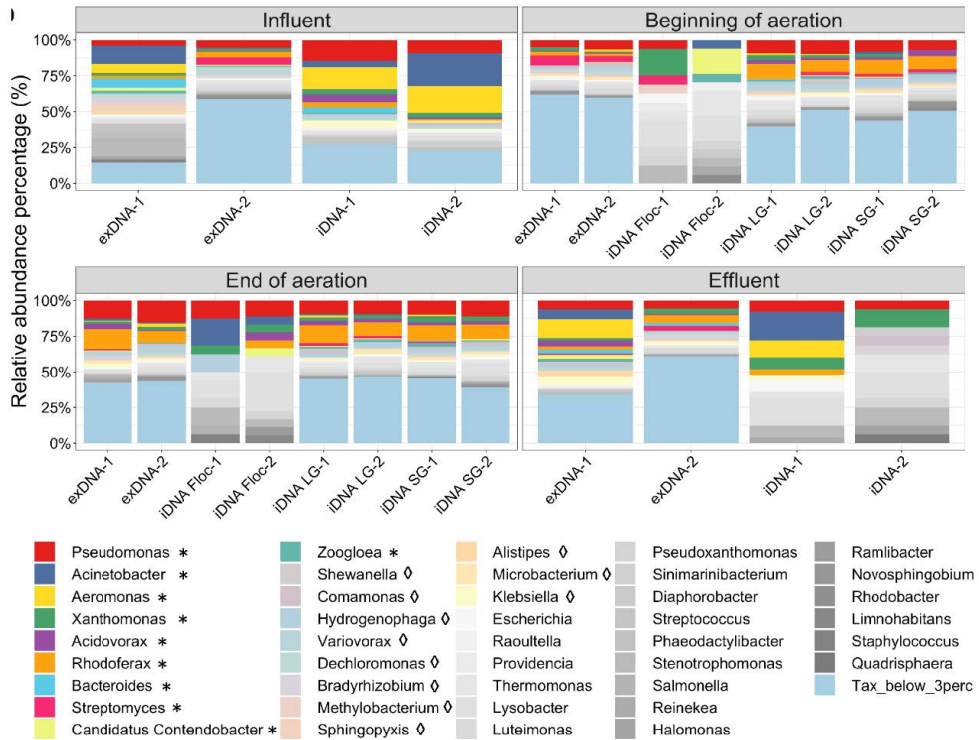 Influent
Beginning of aeration
100%
75%
50%
25%
0%
exDNA-1
exDNA-2
iDNA-1
iDNA-2
exDNA-1
exDNA-2
iDNA Floc-1
iDNA Floc-2
iDNA LG-1
iDNA LG-2
iDNA SG-1
iDNA SG-2
Relative abundance percentage (%)
End of aeration
Effluent
100%
75%
50%
25%
0%
exDNA-1
exDNA-2
iDNA Floc-1
iDNA Floc-2
iDNA LG-1
iDNA LG-2
iDNA SG-1
iDNA SG-2
exDNA-1
exDNA-2
iDNA-1
iDNA-2
Pseudomonas *
Acinetobacter *
Aeromonas *
Xanthomonas *
Acidovorax *
Rhodoferax *
Bacteroides *
Streptomyces *
Candidatus Contendobacter *
Zoogloea *
Shewanella ◊
Comamonas ◊
Hydrogenophaga ◊
Variovorax ◊
Dechloromonas ◊
Bradyrhizobium ◊
Methylobacterium ◊
Sphingopyxis ◊
Alistipes ◊
Microbacterium ◊
Klebsiella ◊
Escherichia
Raoultella
Providencia
Thermomonas
Lysobacter
Luteimonas
Pseudoxanthomonas
Sinimarinibacterium
Diaphorobacter
Streptococcus
Phaeodactylibacter
Stenotrophomonas
Salmonella
Reinekea
Halomonas
Ramlibacter
Novosphingobium
Rhodobacter
Limnohabitans
Staphylococcus
Quadrisphaera
Tax_below_3perc